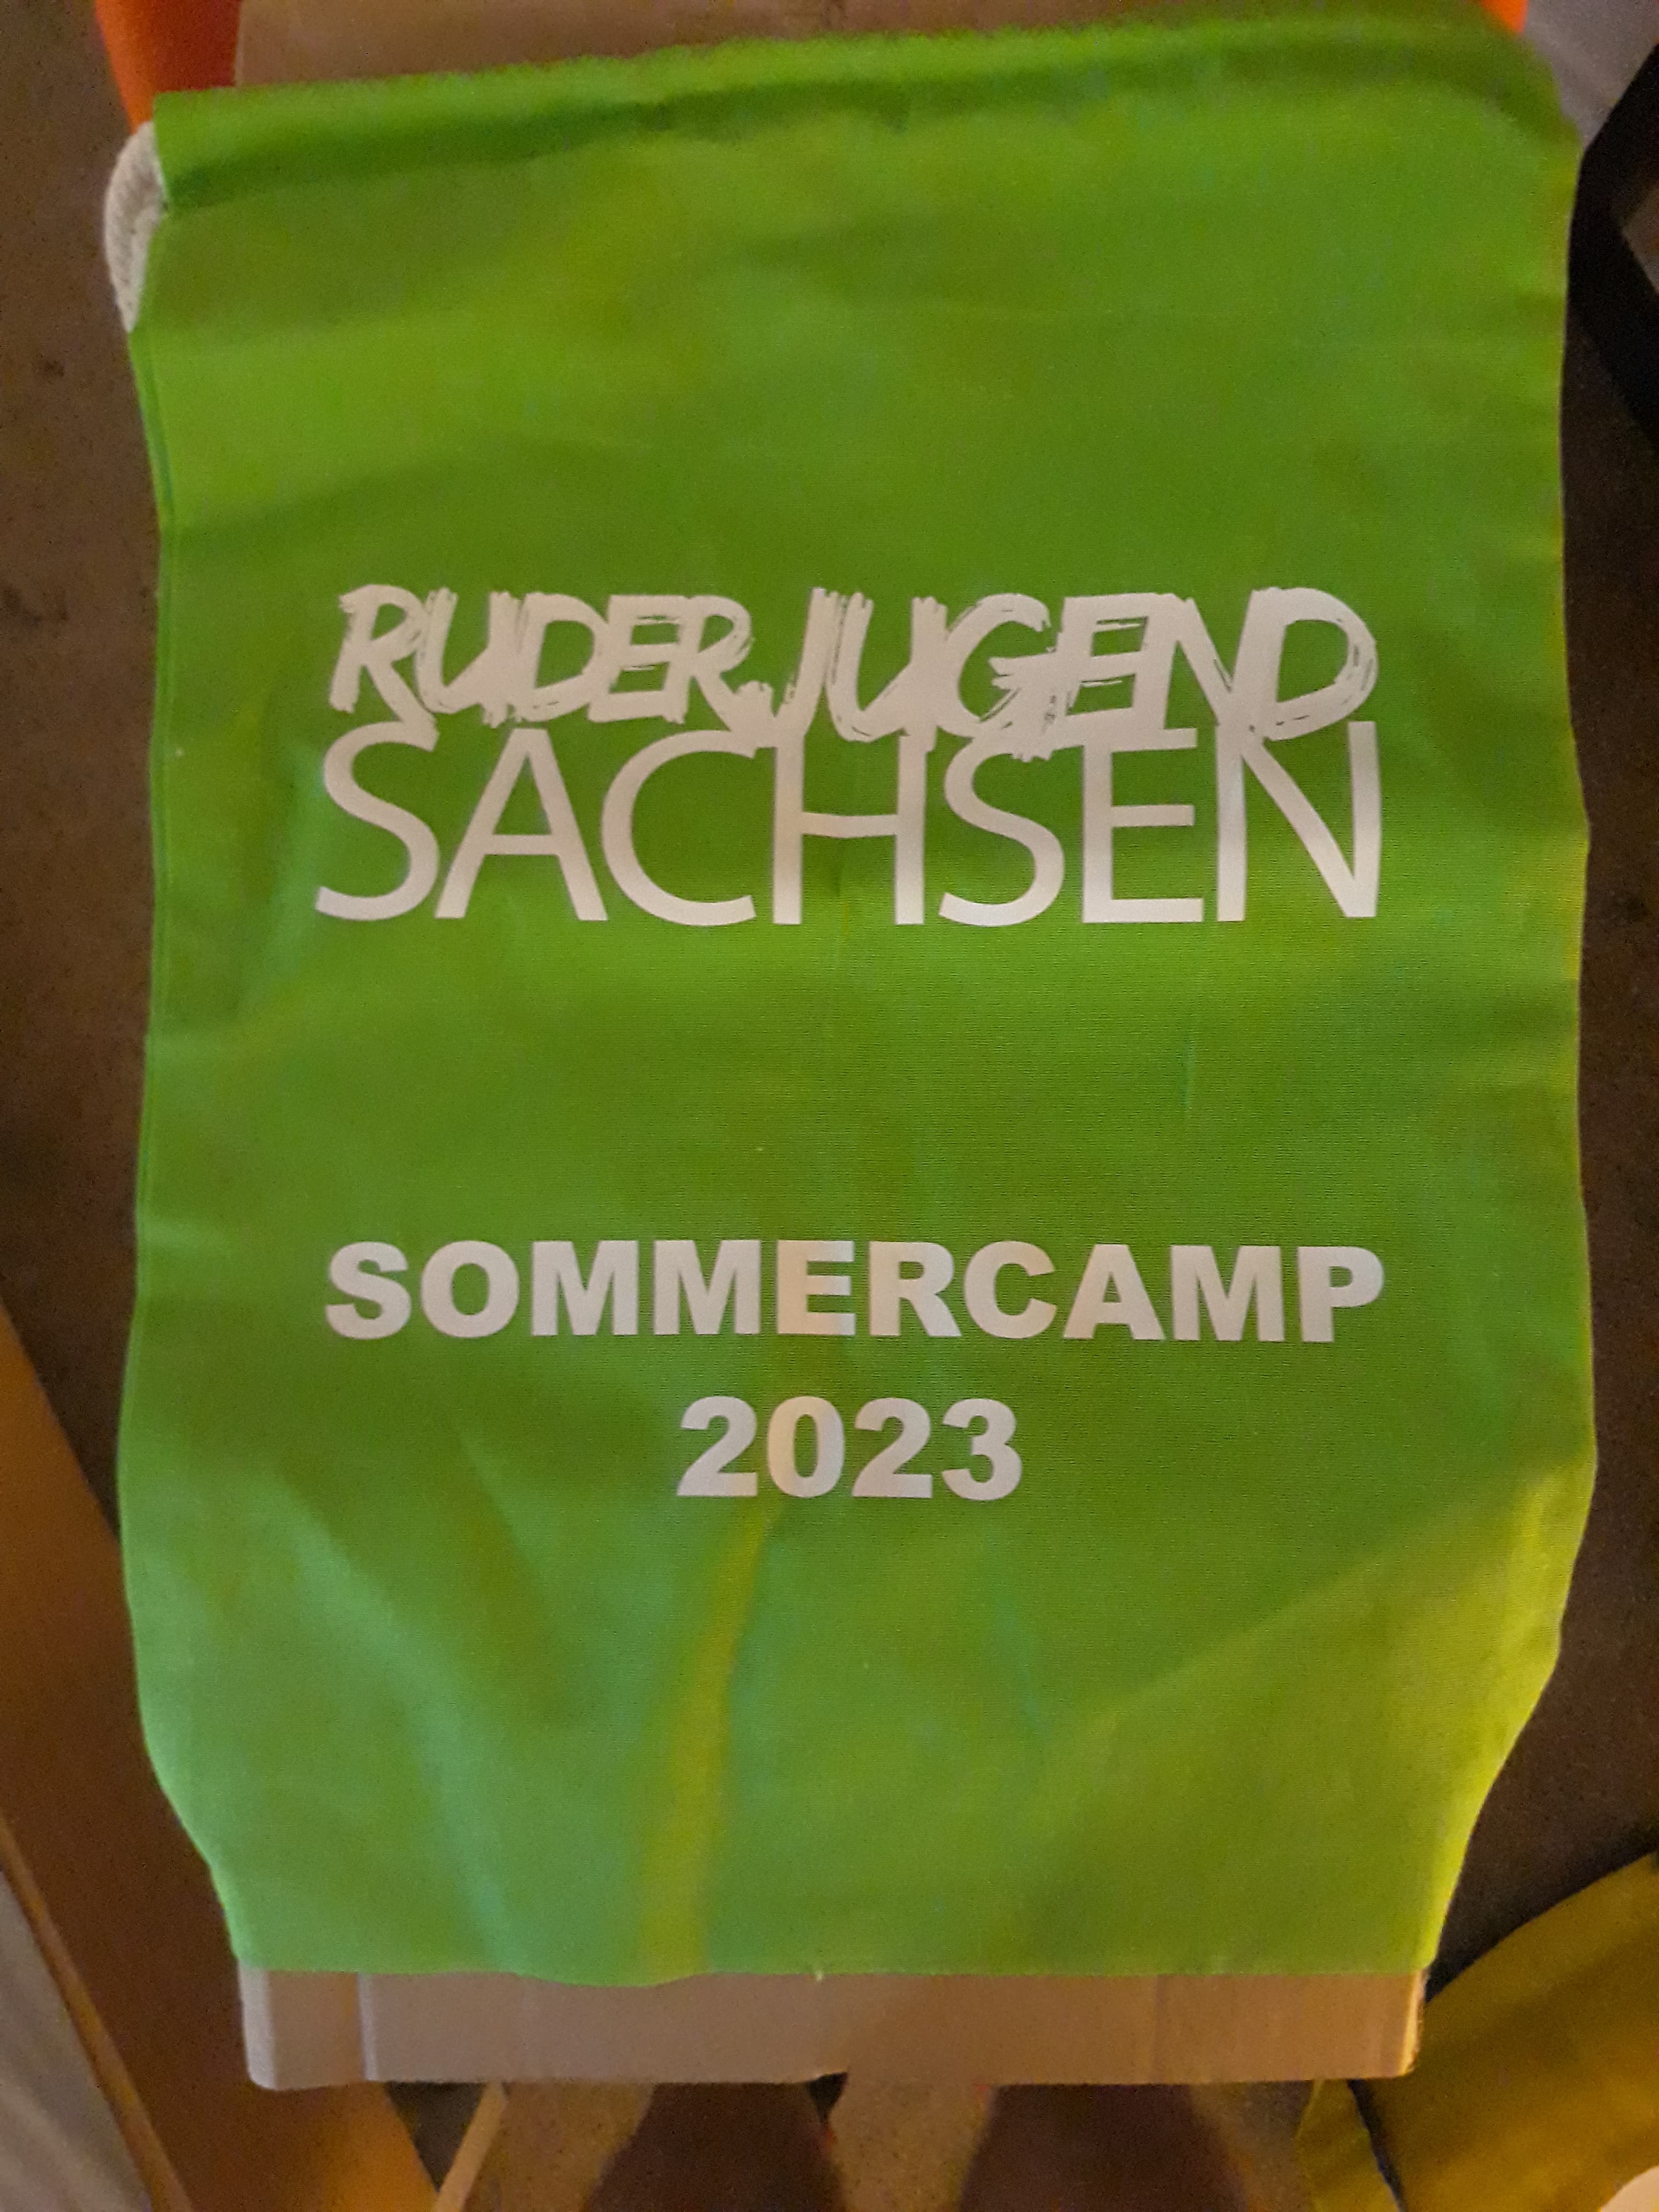 RUDERJUGEND
SACHSEN
SOMMERCAMP
2023